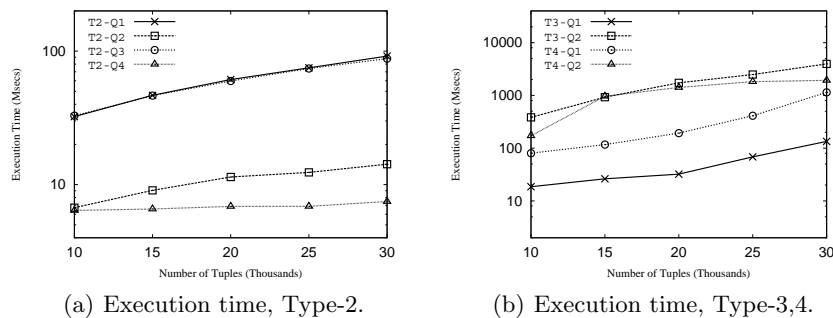 T2-Q1
T2-Q2
T2-Q3
T2-Q4
100
10
Execution Time (Msecs)
10 15 20 25 30
Number of Tuples (Thousands)
(a) Execution time, Type-2.
T3-Q1
T3-Q2
T4-Q1
T4-Q2
10000
1000
100
10
Execution Time (Msecs)
10 15 20 25 30
Number of Tuples (Thousands)
(b) Execution time, Type-3,4.